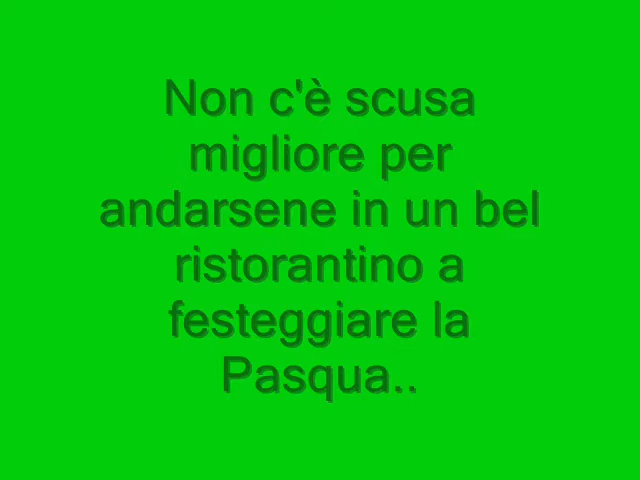 Non c'è scusa
migliore per
andarsene in un bel
ristorantino a
festeggiare la
Pasqua..